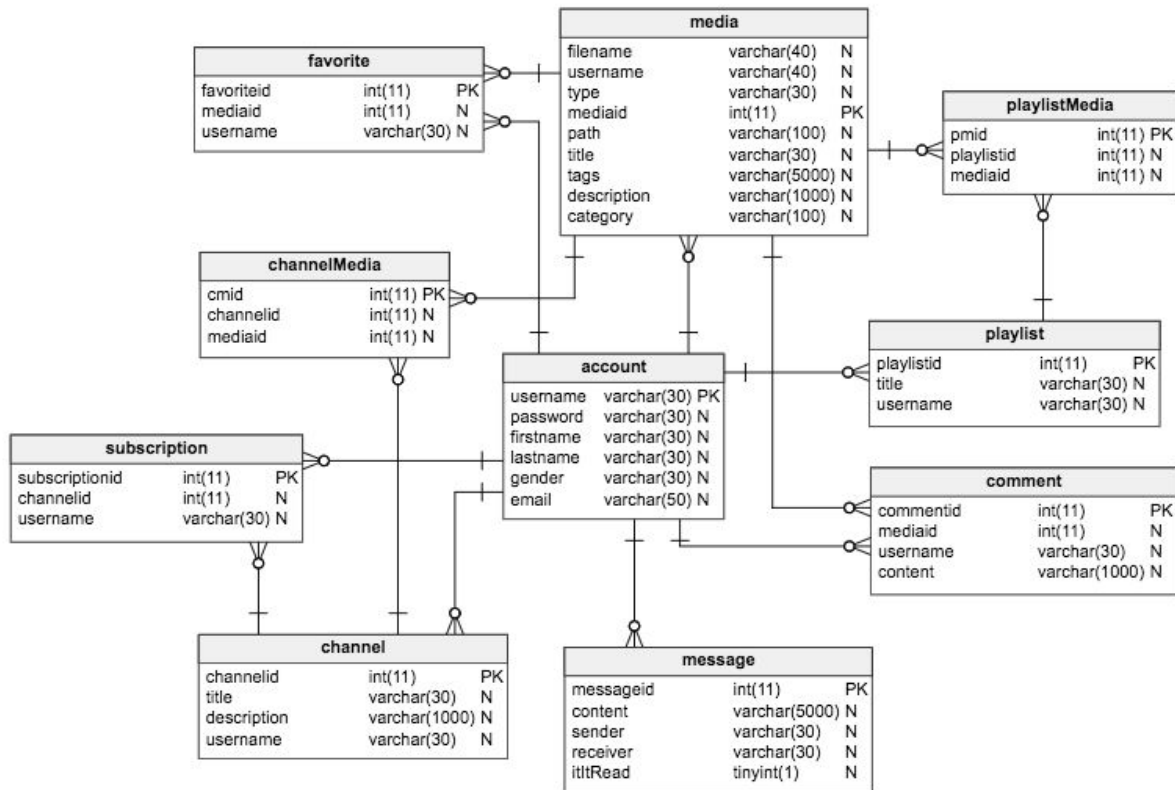 media
filename varchar(40) N
username varchar(40) N
type varchar(30) N
mediaid int(11) PK
path varchar(100) N
title varchar(30) N
tags varchar(5000) N
description varchar(1000) N
category varchar(100) N
favorite
favoriteid int(11) PK
mediaid int(11) N
username varchar(30) N
playlistMedia
pmid int(11) PK
playlistid int(11) N
mediaid int(11) N
channelMedia
cmid int(11) PK
channelid int(11) N
mediaid int(11) N
account
username varchar(30) PK
password varchar(30) N
firstname varchar(30) N
lastname varchar(30) N
gender varchar(30) N
email varchar(50) N
playlist
playlistid int(11) PK
title varchar(30) N
username varchar(30) N
subscription
subscriptionid int(11) PK
channelid int(11) N
username varchar(30) N
comment
commentid int(11) PK
mediaid int(11) N
username varchar(30) N
content varchar(1000) N
channel
channelid int(11) PK
title varchar(30) N
description varchar(1000) N
username varchar(30) N
message
messageid int(11) PK
content varchar(5000) N
sender varchar(30) N
receiver varchar(30) N
itItRead tinyint(1) N